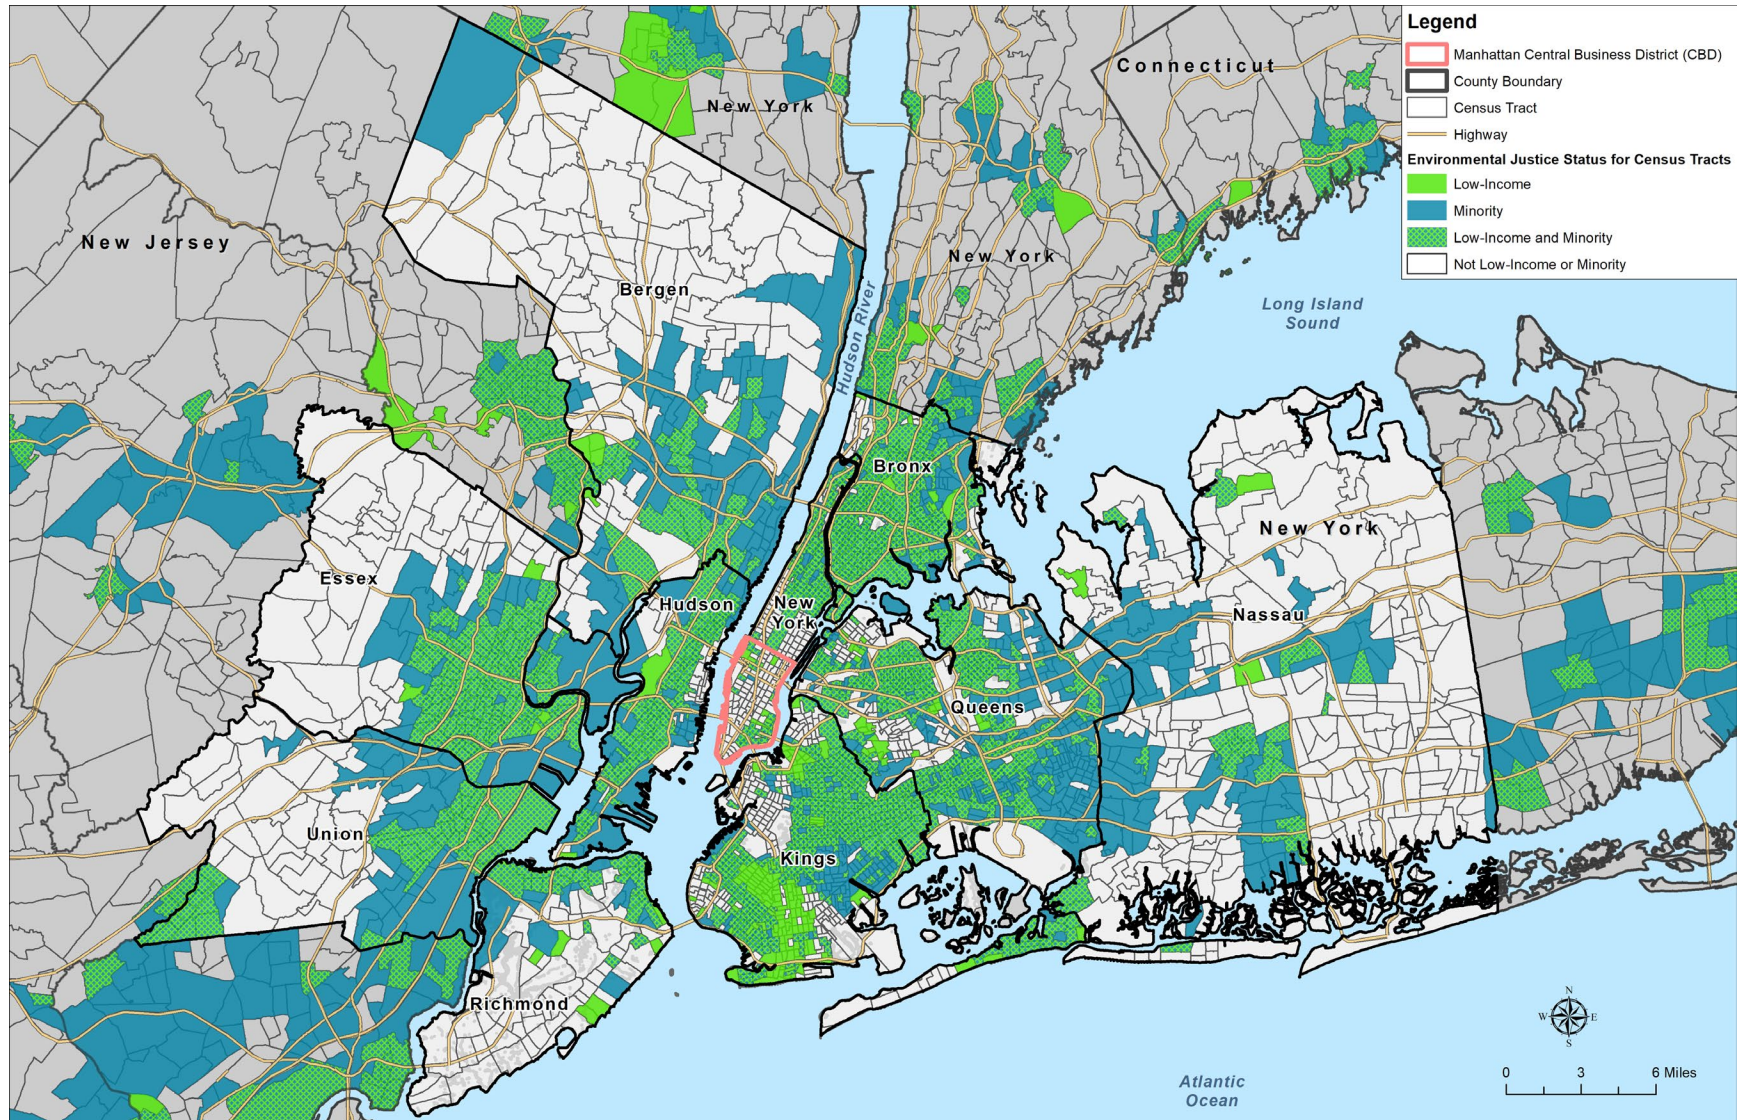 Legend
Manhattan Central Business District (CBD)
County Boundary
Census Tract
Highway
Environmental Justice Status for Census Tracts
Low-Income
Minority
Low-Income and Minority
Not Low-Income or Minority
Connecticut
New York
New Jersey
New York
Bergen
Hudson River
Long Island
Sound
Bronx
New York
Essex
Hudson
New
York
Nassau
Queens
Union
Kings
Richmond
Atlantic
Ocean
N
W
E
S
0
3
6 Miles